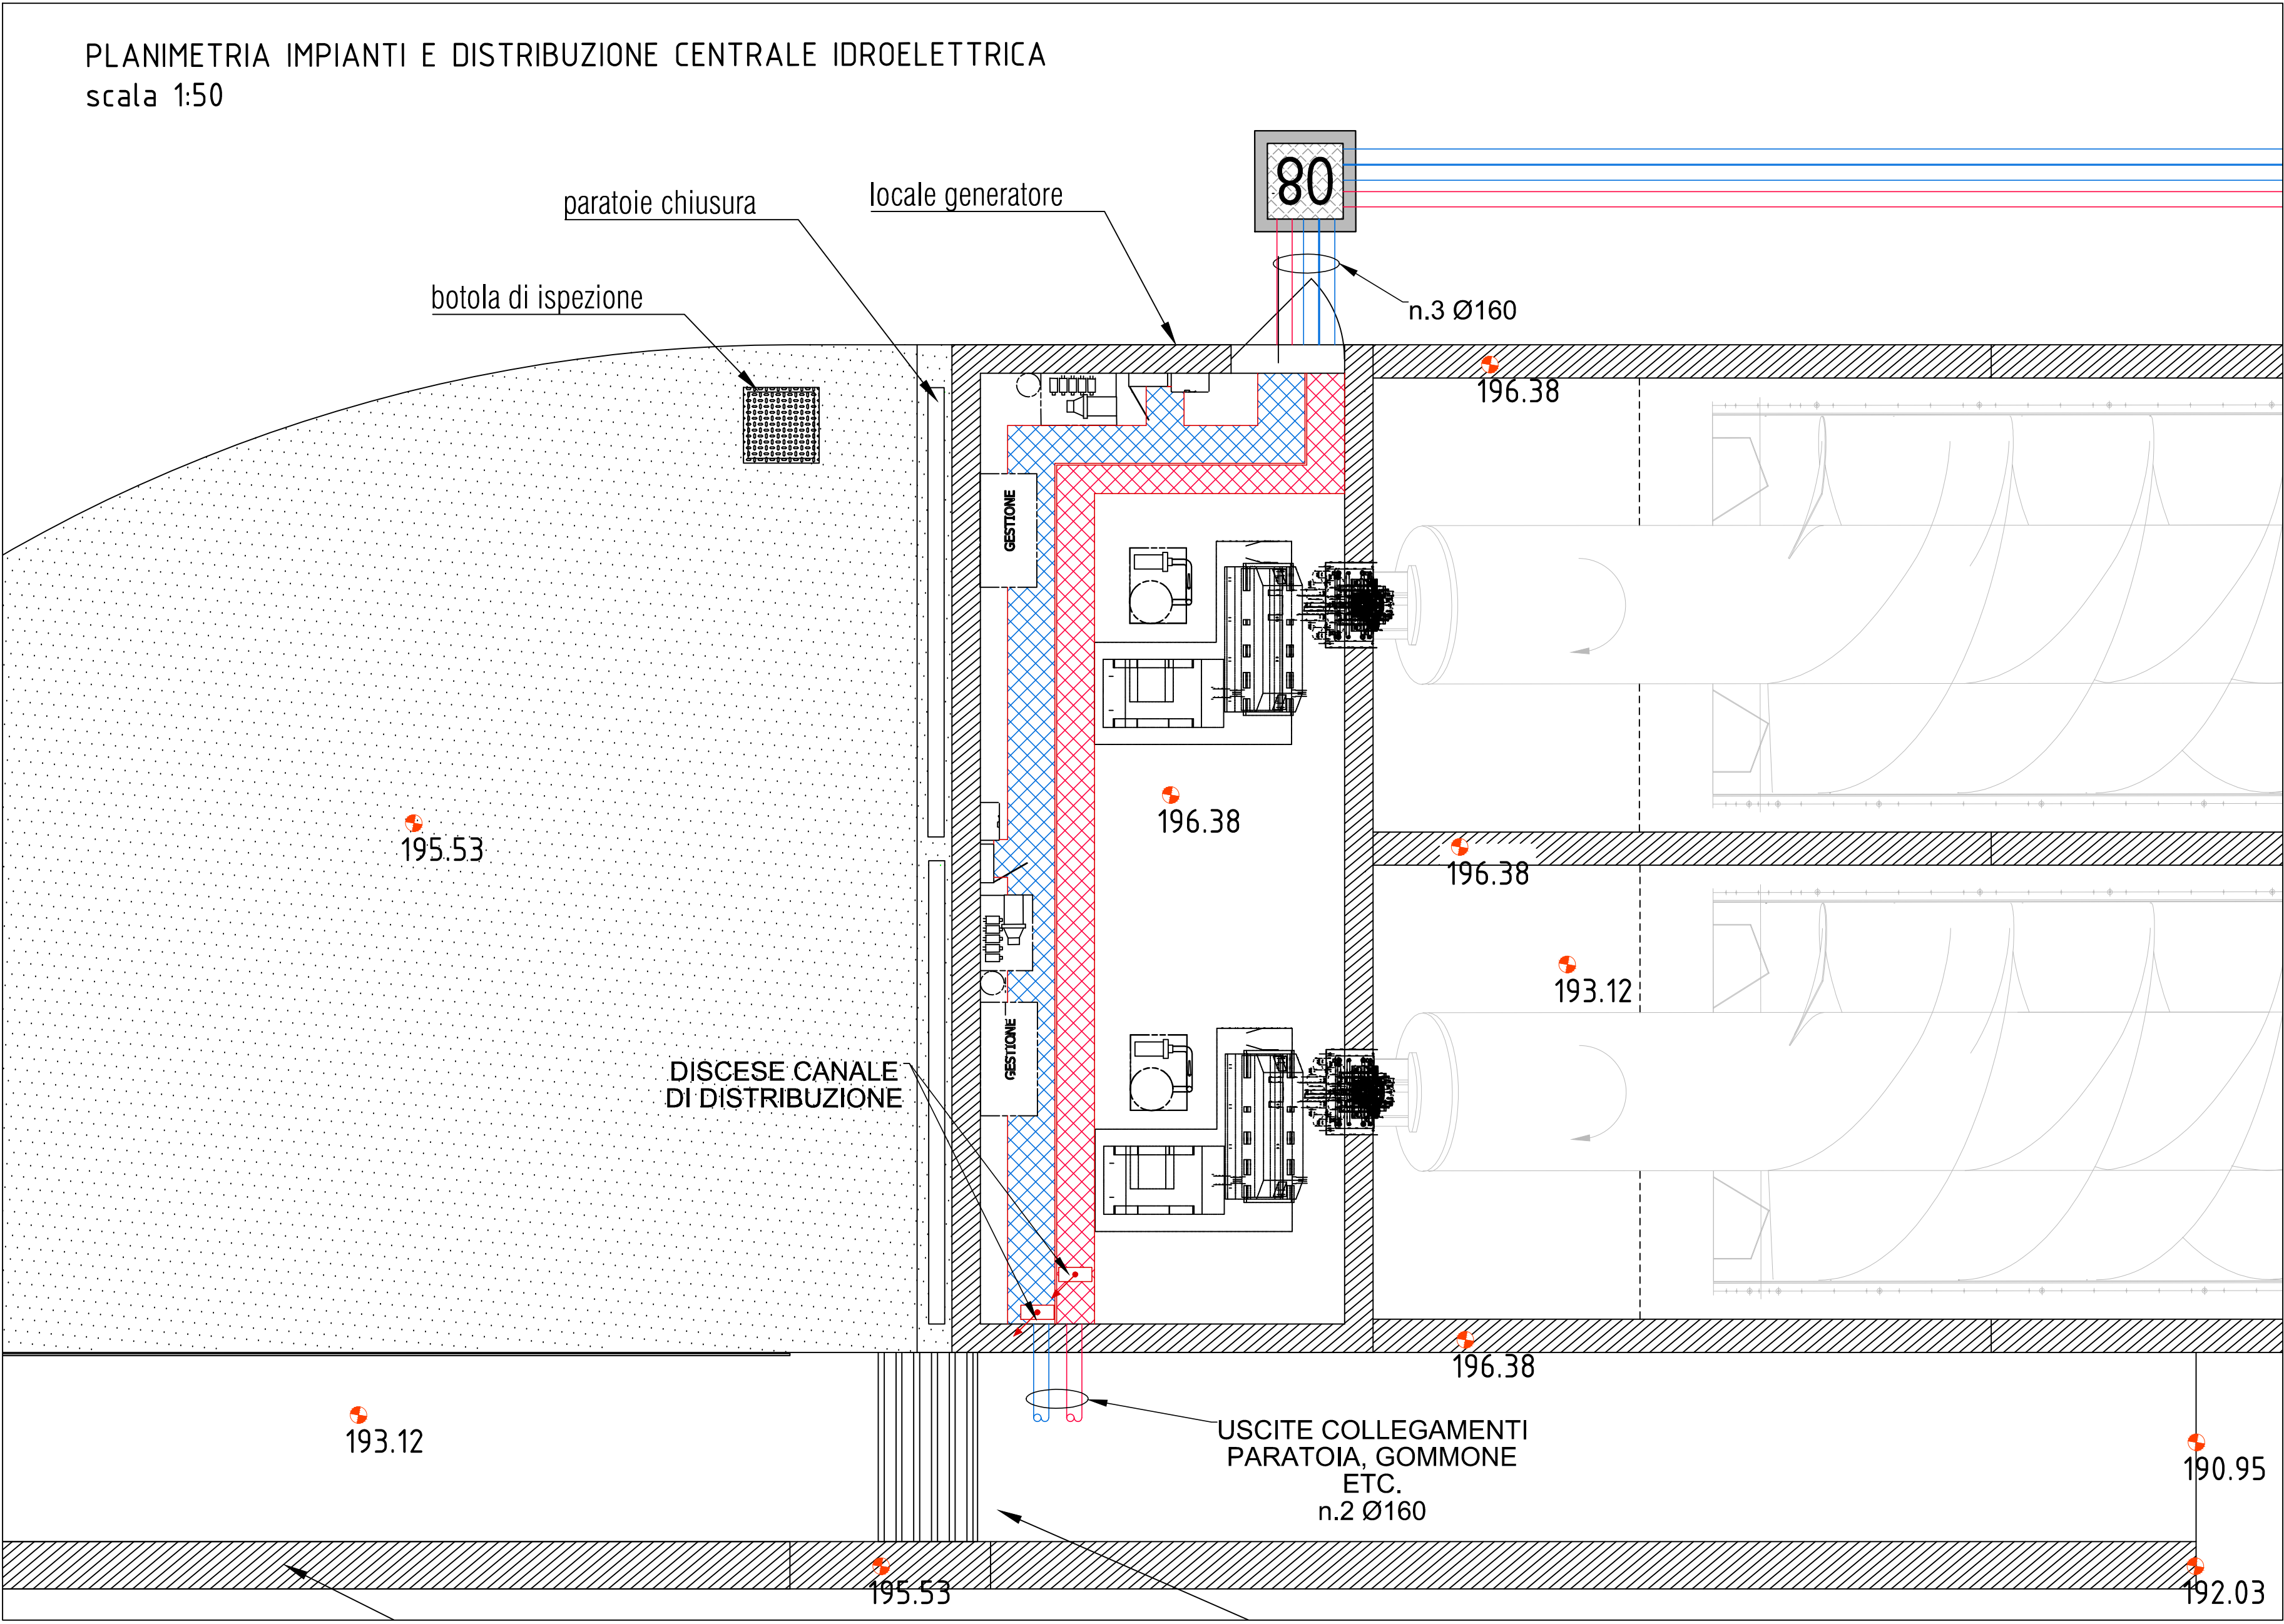 PLANIMETRIA IMPIANTI E DISTRIBUZIONE CENTRALE IDROELETTRICA
scala 1:50
80
paratoie chiusura
locale generatore
botola di ispezione
n.3 Ø160
196.38
GESTIONE
195.53
196.38
196.38
193.12
GESTIONE
DISCESE CANALE
DI DISTRIBUZIONE
196.38
193.12
USCITE COLLEGAMENTI
PARATOIA, GOMMONE
ETC.
n.2 Ø160
190.95
195.53
192.03